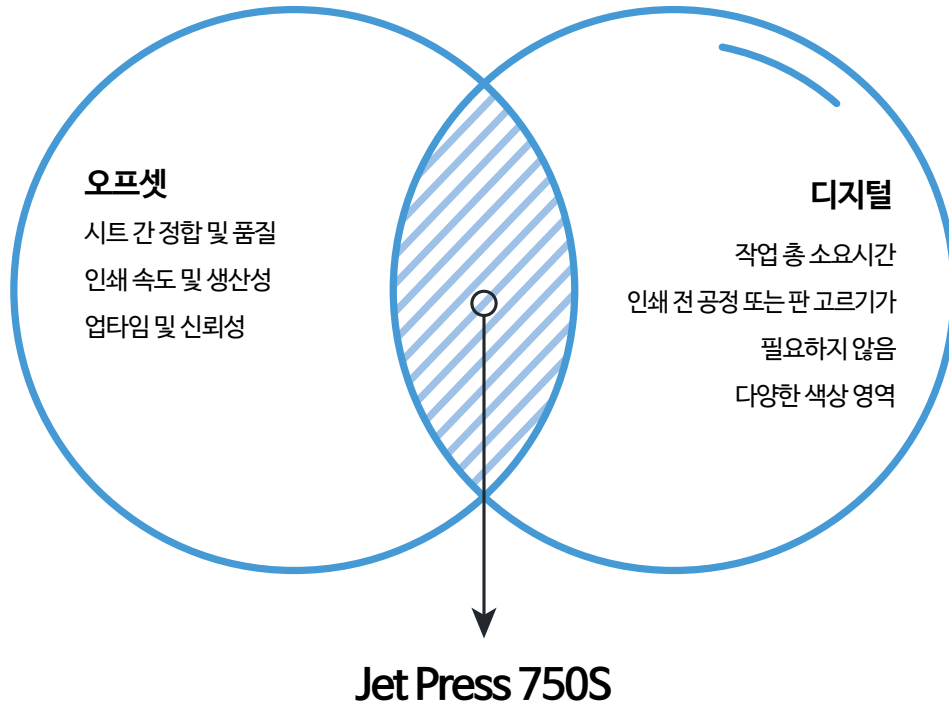 오프셋
시트 간 정합 및 품질
인쇄 속도 및 생산성
업타임 및 신뢰성
디지털
작업 총 소요시간
인쇄 전 공정 또는 판 고르기가
필요하지 않음
다양한 색상 영역
Jet Press 750S